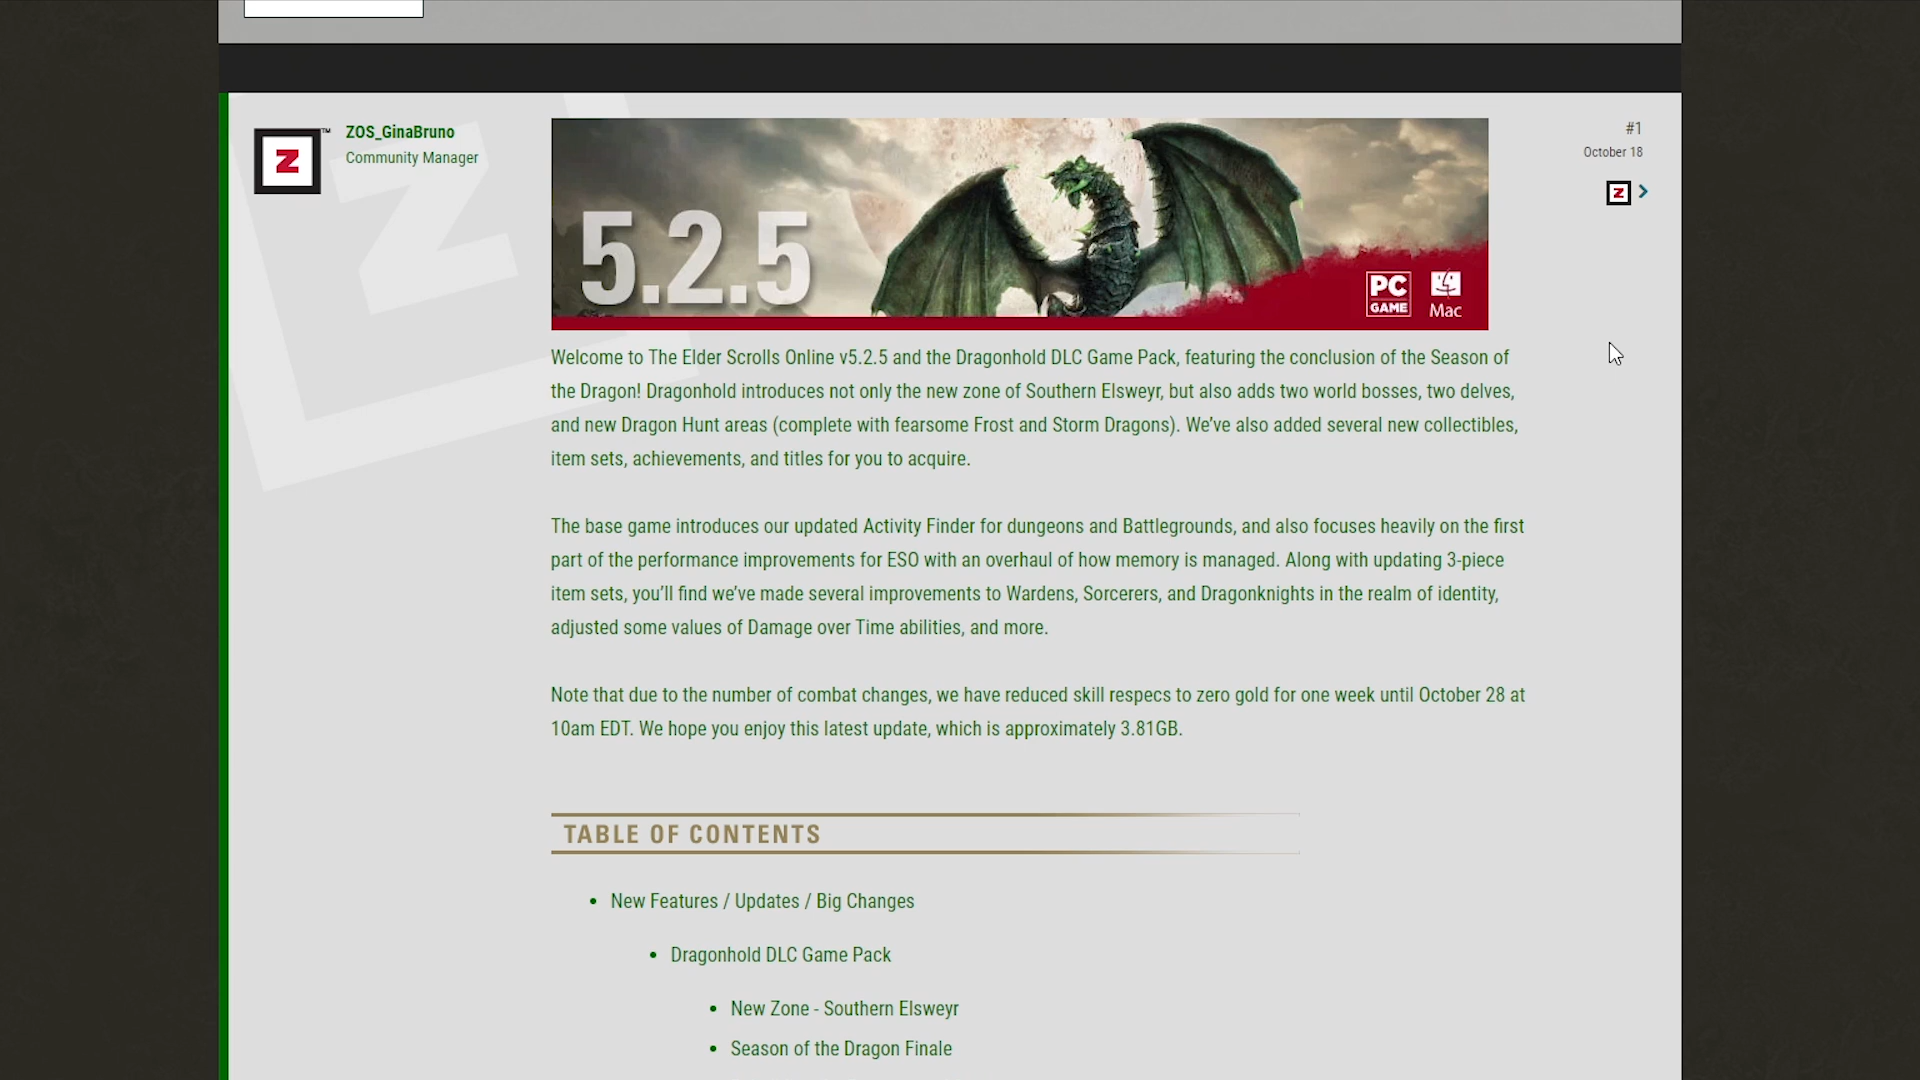 Z ™
ZOS_GinaBruno
Community Manager
#1
October 18
Z
5.2.5
PC
GAME
Mac
Welcome to The Elder Scrolls Online v5.2.5 and the Dragonhold DLC Game Pack, featuring the conclusion of the Season of
the Dragon! Dragonhold introduces not only the new zone of Southern Elsweyr, but also adds two world bosses, two delves,
and new Dragon Hunt areas (complete with fearsome Frost and Storm Dragons). We’ve also added several new collectibles,
item sets, achievements, and titles for you to acquire.
The base game introduces our updated Activity Finder for dungeons and Battlegrounds, and also focuses heavily on the first
part of the performance improvements for ESO with an overhaul of how memory is managed. Along with updating 3-piece
item sets, you’ll find we’ve made several improvements to Wardens, Sorcerers, and Dragonknights in the realm of identity,
adjusted some values of Damage over Time abilities, and more.
Note that due to the number of combat changes, we have reduced skill respecs to zero gold for one week until October 28 at
10am EDT. We hope you enjoy this latest update, which is approximately 3.81GB.
TABLE OF CONTENTS
• New Features / Updates / Big Changes
• Dragonhold DLC Game Pack
• New Zone - Southern Elsweyr
• Season of the Dragon Finale